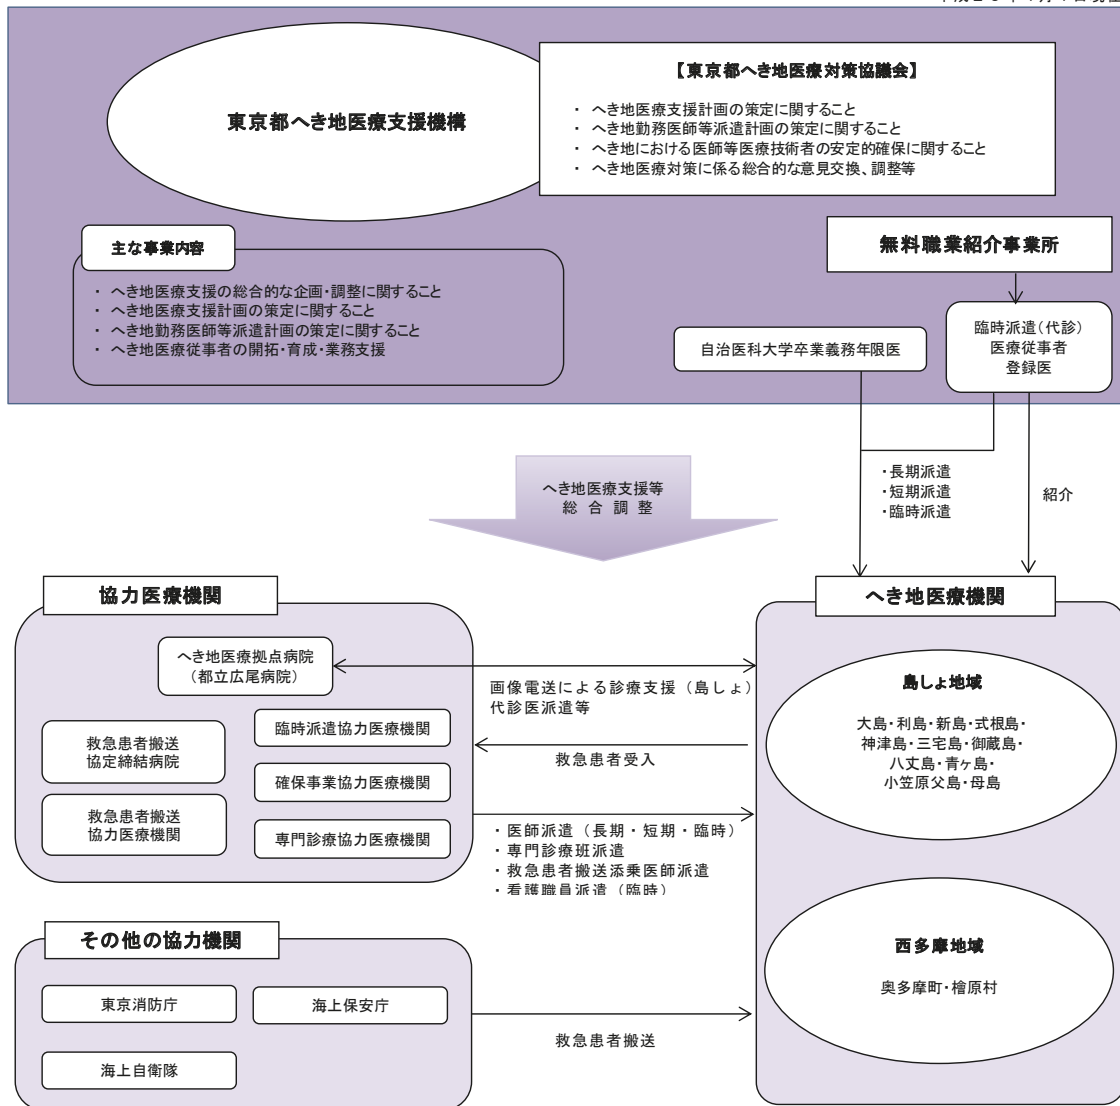 東京都へき地医療支援機構
【東京都へき地医療対策協議会】
・ へき地医療支援計画の策定に関すること
・ へき地勤務医師等派遣計画の策定に関すること
・ へき地における医師等医療技術者の安定的確保に関すること
・ へき地医療対策に係る総合的な意見交換、調整等
主な事業内容
・ へき地医療支援の総合的な企画・調整に関すること
・ へき地医療支援計画の策定に関すること
・ へき地勤務医師等派遣計画の策定に関すること
・ へき地医療従事者の開拓・育成・業務支援
無料職業紹介事業所
自治医科大学卒業義務年限医
臨時派遣（代診）
医療従事者
登録医
へき地医療支援等
総 合 調 整
・長期派遣
・短期派遣
・臨時派遣
紹介
協力医療機関
へき地医療拠点病院
（都立広尾病院）
救急患者搬送
協定締結病院
救急患者搬送
協力医療機関
臨時派遣協力医療機関
確保事業協力医療機関
専門診療協力医療機関
画像電送による診療支援（島しょ）
代診医派遣等
救急患者受入
・医師派遣（長期・短期・臨時）
・専門診療班派遣
・救急患者搬送添乗医師派遣
・看護職員派遣（臨時）
へき地医療機関
島しょ地域
大島・利島・新島・式根島・
神津島・三宅島・御蔵島・
八丈島・青ヶ島・
小笠原父島・母島
西多摩地域
奥多摩町・檜原村
その他の協力機関
東京消防庁
海上保安庁
海上自衛隊
救急患者搬送